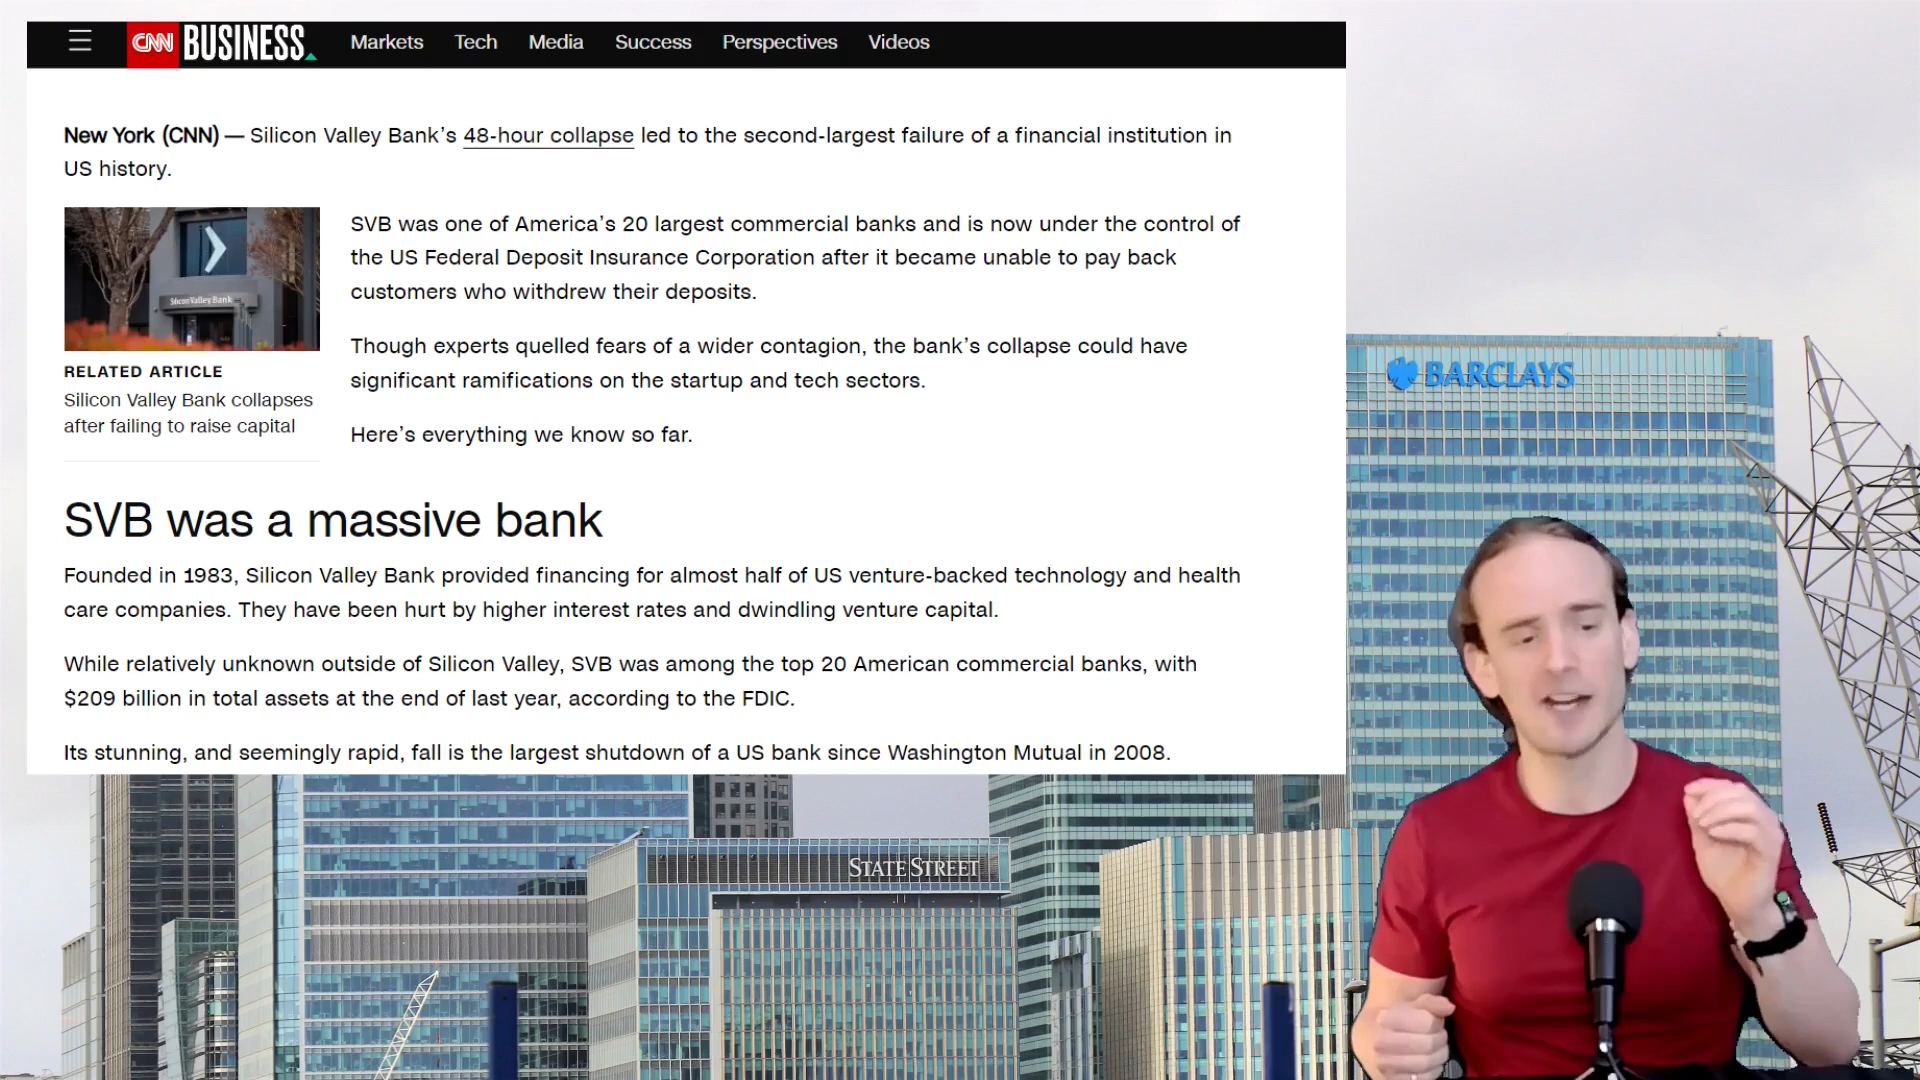 CNN BUSINESS Markets Tech Media Success Perspectives Videos
New York (CNN) — Silicon Valley Bank’s 48-hour collapse led to the second-largest failure of a financial institution in
US history.
Silicon Valley Bank
RELATED ARTICLE
Silicon Valley Bank collapses
after failing to raise capital
SVB was one of America’s 20 largest commercial banks and is now under the control of
the US Federal Deposit Insurance Corporation after it became unable to pay back
customers who withdrew their deposits.
Though experts quelled fears of a wider contagion, the bank’s collapse could have
significant ramifications on the startup and tech sectors.
Here’s everything we know so far.
SVB was a massive bank
Founded in 1983, Silicon Valley Bank provided financing for almost half of US venture-backed technology and health
care companies. They have been hurt by higher interest rates and dwindling venture capital.
While relatively unknown outside of Silicon Valley, SVB was among the top 20 American commercial banks, with
$209 billion in total assets at the end of last year, according to the FDIC.
Its stunning, and seemingly rapid, fall is the largest shutdown of a US bank since Washington Mutual in 2008.
BARCLAYS
STATE STREET